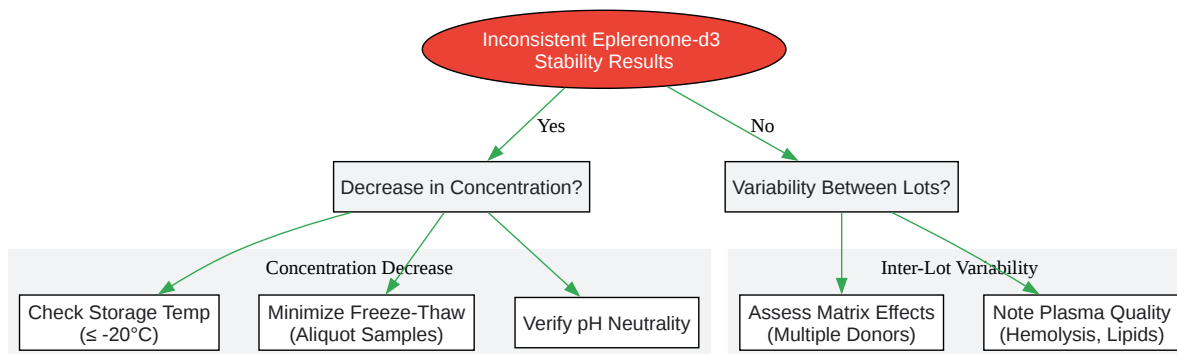 Inconsistent Eplerenone-d3
Stability Results
Yes
No
Decrease in Concentration?
Variability Between Lots?
Concentration Decrease
Inter-Lot Variability
Check Storage Temp
(≤ -20°C)
Minimize Freeze-Thaw
(Aliquot Samples)
Verify pH Neutrality
Assess Matrix Effects
(Multiple Donors)
Note Plasma Quality
(Hemolysis, Lipids)